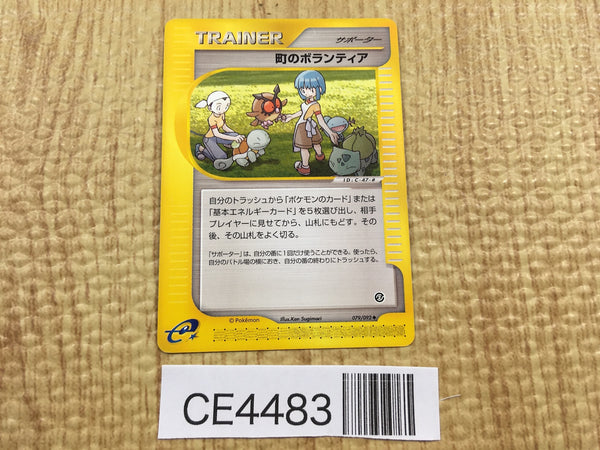 TRAINER
サポーター
町のボランティア
ID:C-47-#
自分のトラッシュから「ポケモンのカード」または
「基本エネルギーカード」を5枚選び出し、相手
プレイヤーに見せてから、山札にもどす。その
後、その山札をよく切る。
「サポーター」は、自分の番に1回だけ使うことができる。使ったら、
自分のバトル場の横におき、自分の番の終わりにトラッシュする。
©Pokémon
Illus.Ken Sugimori
079/092●
e
CE4483